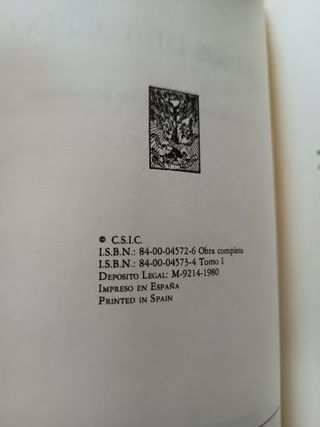 © C.S.I.C.
I.S.B.N.: 84-00-04572-6 Obra completa
I.S.B.N.: 84-00-04573-4 Tomo I
DEPOSITO LEGAL: M-9214-1980
IMPRESO EN ESPAÑA
PRINTED IN SPAIN